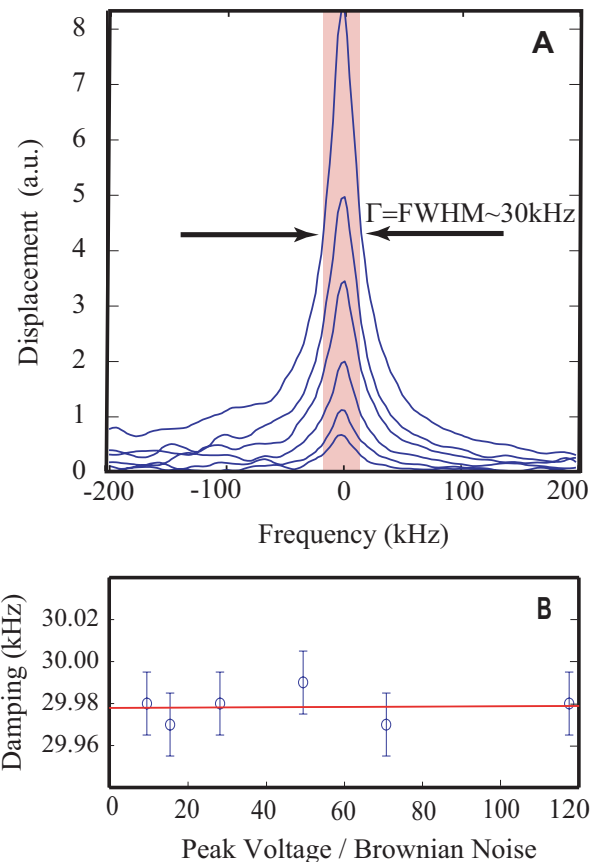 A
8
7
6
5
4
3
2
1
0
Displacement (a.u.)
Γ=FWHM~30kHz
-200 -100 0 100 200
Frequency (kHz)
B
30.02
30.00
29.98
29.96
Damping (kHz)
0 20 40 60 80 100 120
Peak Voltage / Brownian Noise